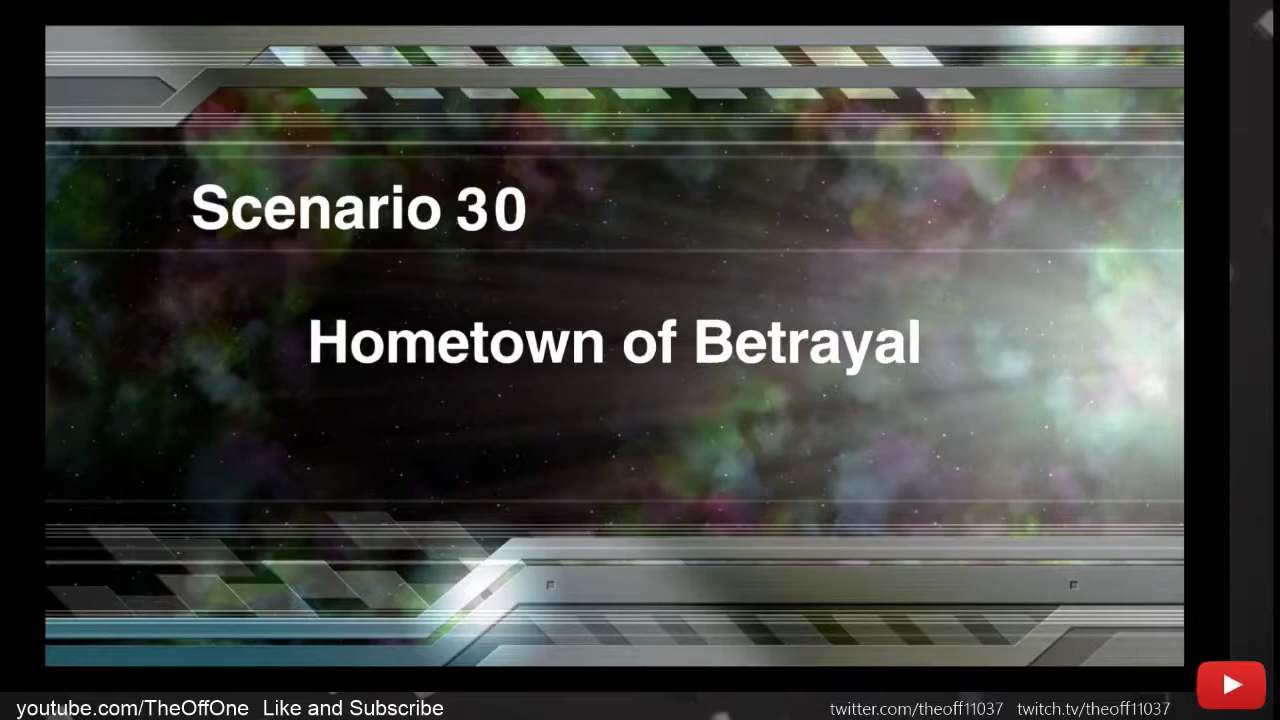 Scenario 30
Hometown of Betrayal
youtube.com/TheOffOne Like and Subscribe
twitter.com/theoff11037 twitch.tv/theoff11037